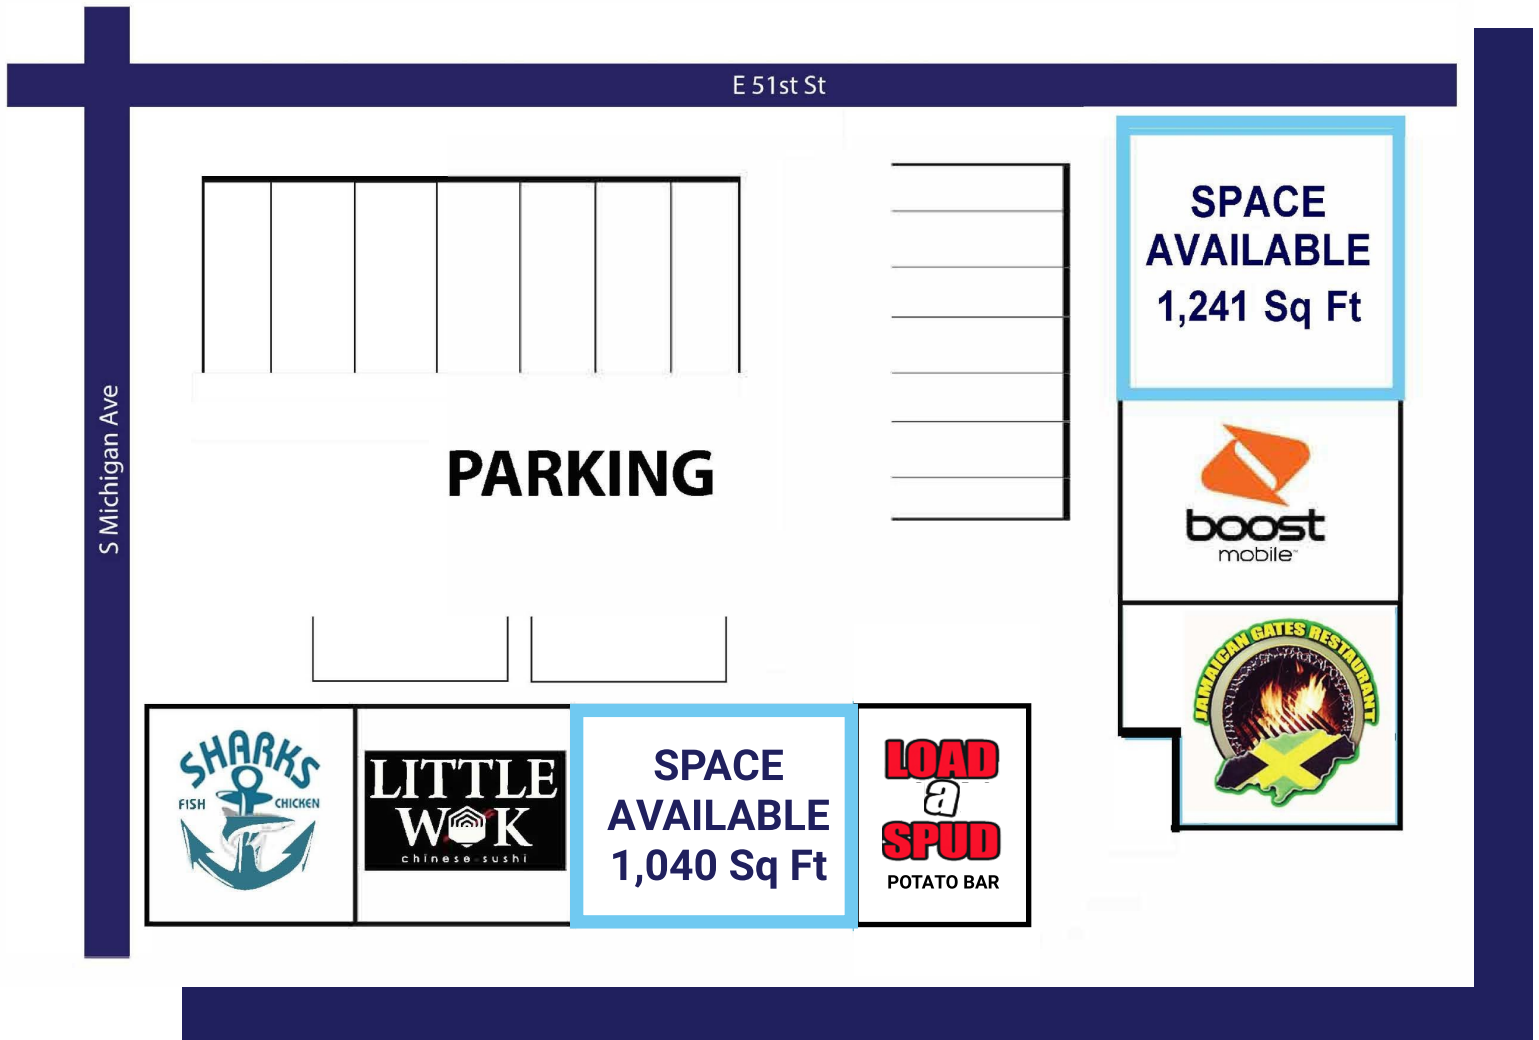 E 51st St
S Michigan Ave
SPACE
AVAILABLE
1,241 Sq Ft
PARKING
boost
mobile™
JAMAICAN GATES RESTAURANT
SHARKS
FISH CHICKEN
LITTLE
WOK
chinese sushi
SPACE
AVAILABLE
1,040 Sq Ft
LOAD
a
SPUD
POTATO BAR